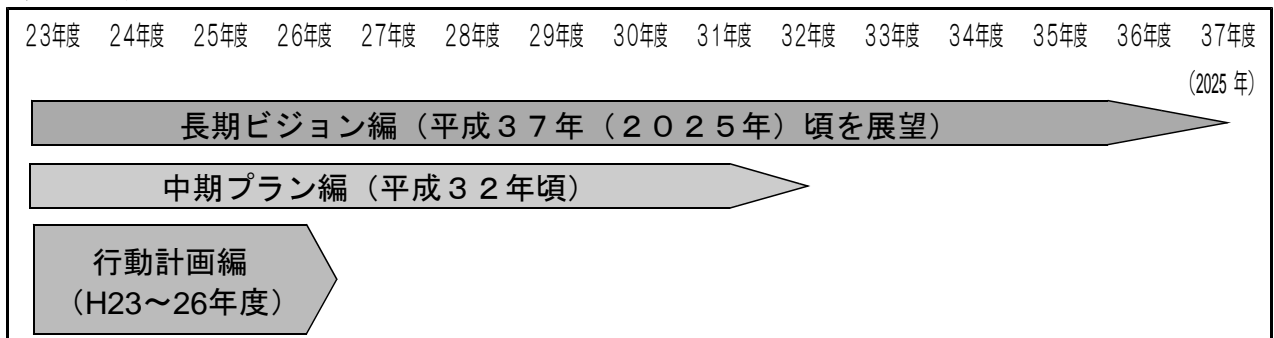 ２３年度 ２４年度 ２５年度 ２６年度 ２７年度 ２８年度 ２９年度 ３０年度 ３１年度 ３２年度 ３３年度 ３４年度 ３５年度 ３６年度 ３７年度
（2025 年）
長期ビジョン編（平成３７年（２０２５年）頃を展望）
中期プラン編（平成３２年頃）
行動計画編
（H23～26年度）